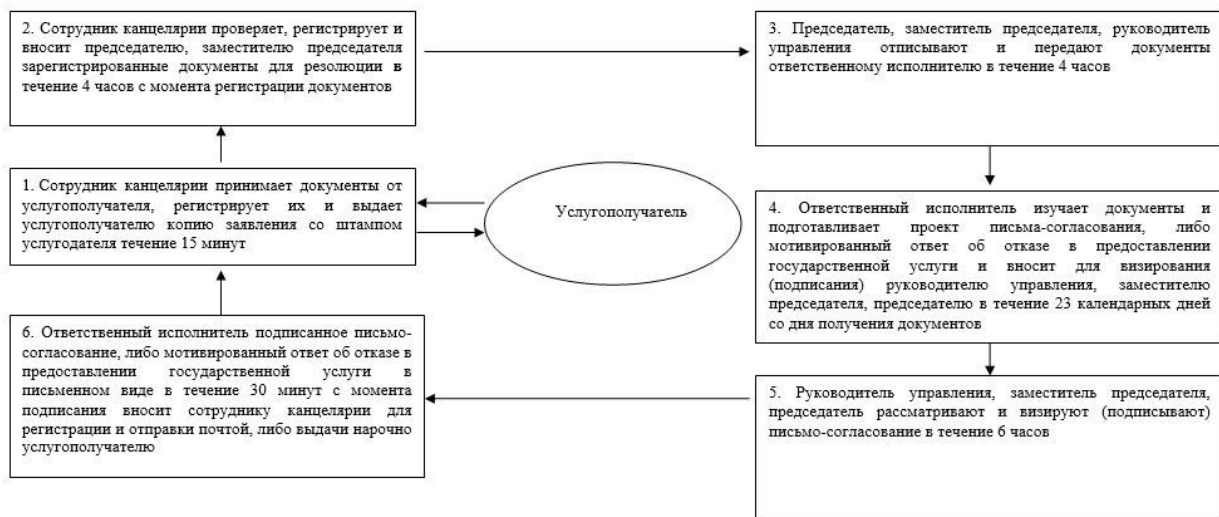 2. Сотрудник канцелярии проверяет, регистрирует и
вносит председателю, заместителю председателя
зарегистрированные документы для резолюции в
течение 4 часов с момента регистрации документов
3. Председатель, заместитель председателя, руководитель
управления отписывают и передают документы
ответственному исполнителю в течение 4 часов
1. Сотрудник канцелярии принимает документы от
услугополучателя, регистрирует их и выдает
услугополучателю копию заявления со штампом
услугодателя течение 15 минут
Услугополучатель
4. Ответственный исполнитель изучает документы и
подготавливает проект письма-согласования, либо
мотивированный ответ об отказе в предоставлении
государственной услуги и вносит для визирования
(подписания) руководителю управления, заместителю
председателя, председателю в течение 23 календарных дней
со дня получения документов
6. Ответственный исполнитель подписанное письмо-
согласование, либо мотивированный ответ об отказе в
предоставлении государственной услуги в
письменном виде в течение 30 минут с момента
подписания вносит сотруднику канцелярии для
регистрации и отправки почтой, либо выдачи нарочно
услугополучателю
5. Руководитель управления, заместитель председателя,
председатель рассматривают и визируют (подписывают)
письмо-согласование в течение 6 часов